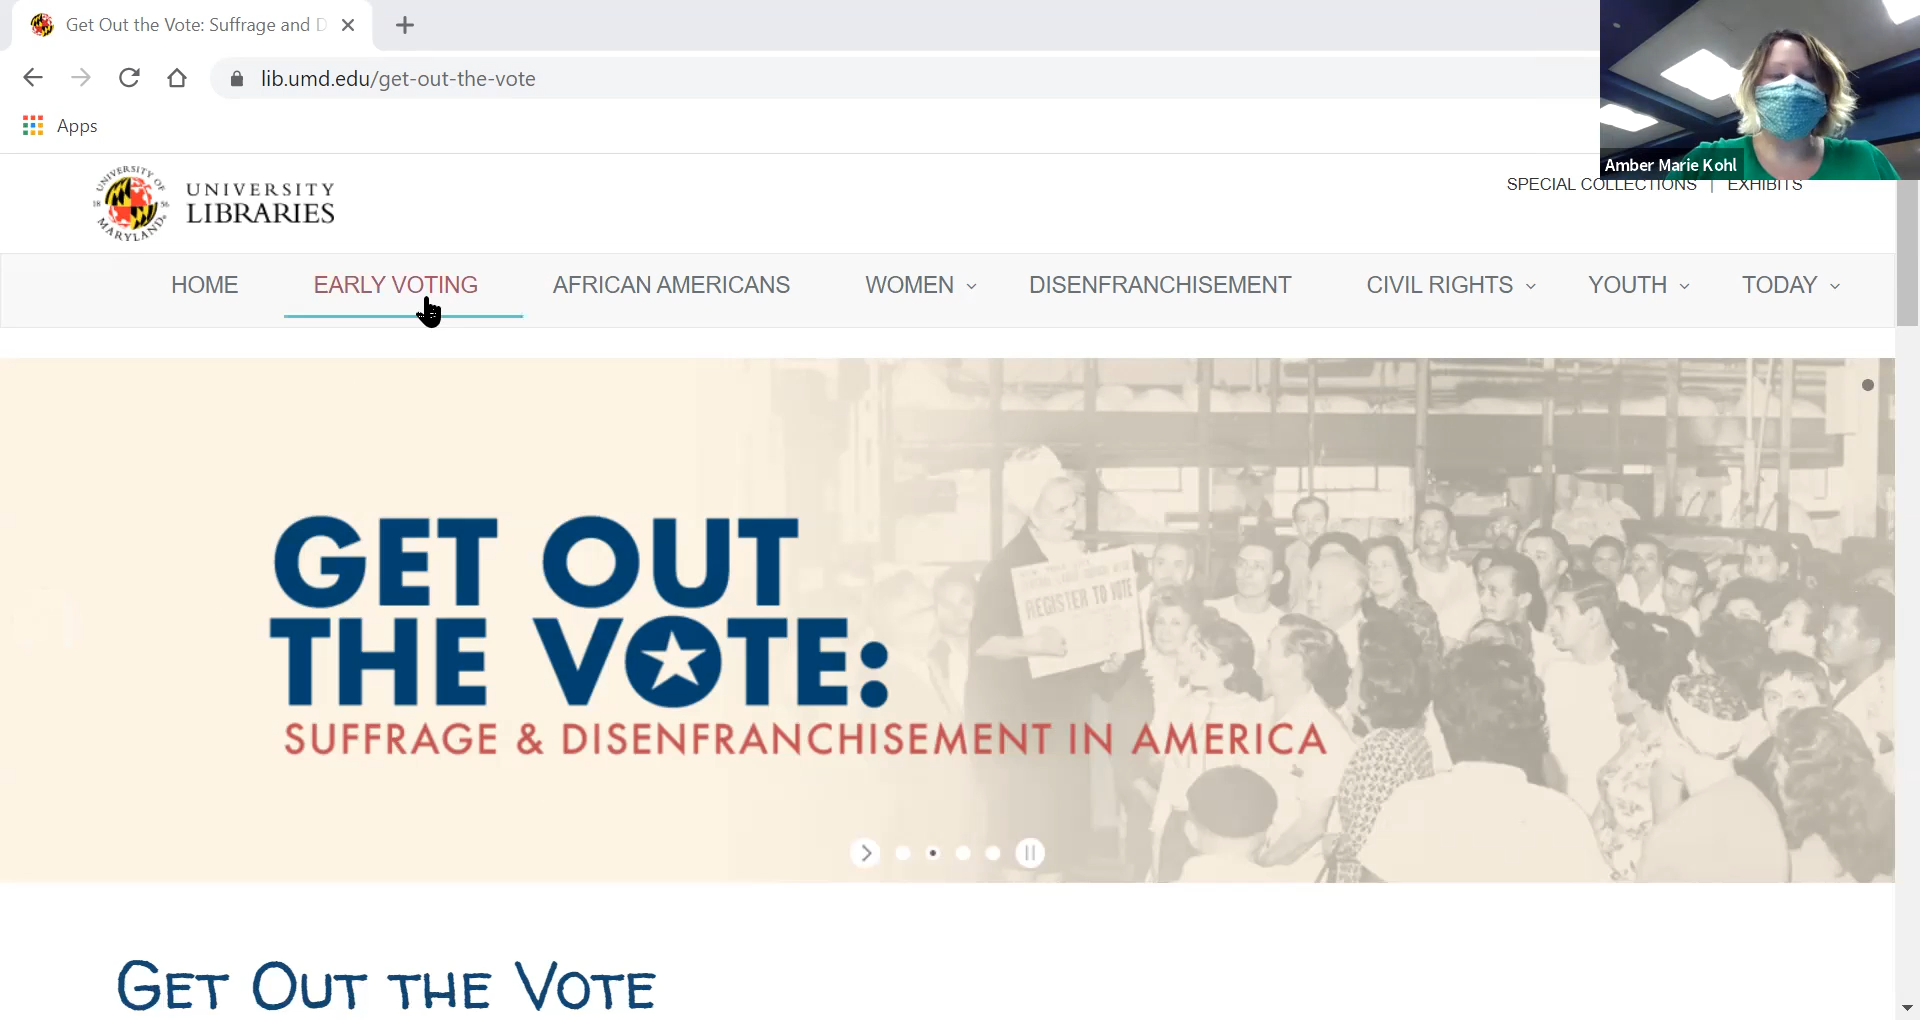 Get Out the Vote: Suffrage and D
lib.umd.edu/get-out-the-vote
Apps
Amber Marie Kohl
UNIVERSITY OF
18 56
MARYLAND
UNIVERSITY
LIBRARIES
SPECIAL COLLECTIONS | EXHIBITS
HOME EARLY VOTING AFRICAN AMERICANS WOMEN DISENFRANCHISEMENT CIVIL RIGHTS YOUTH TODAY
GET OUT
THE VOTE:
SUFFRAGE & DISENFRANCHISEMENT IN AMERICA
REGISTER TO VOTE
Get Out the Vote